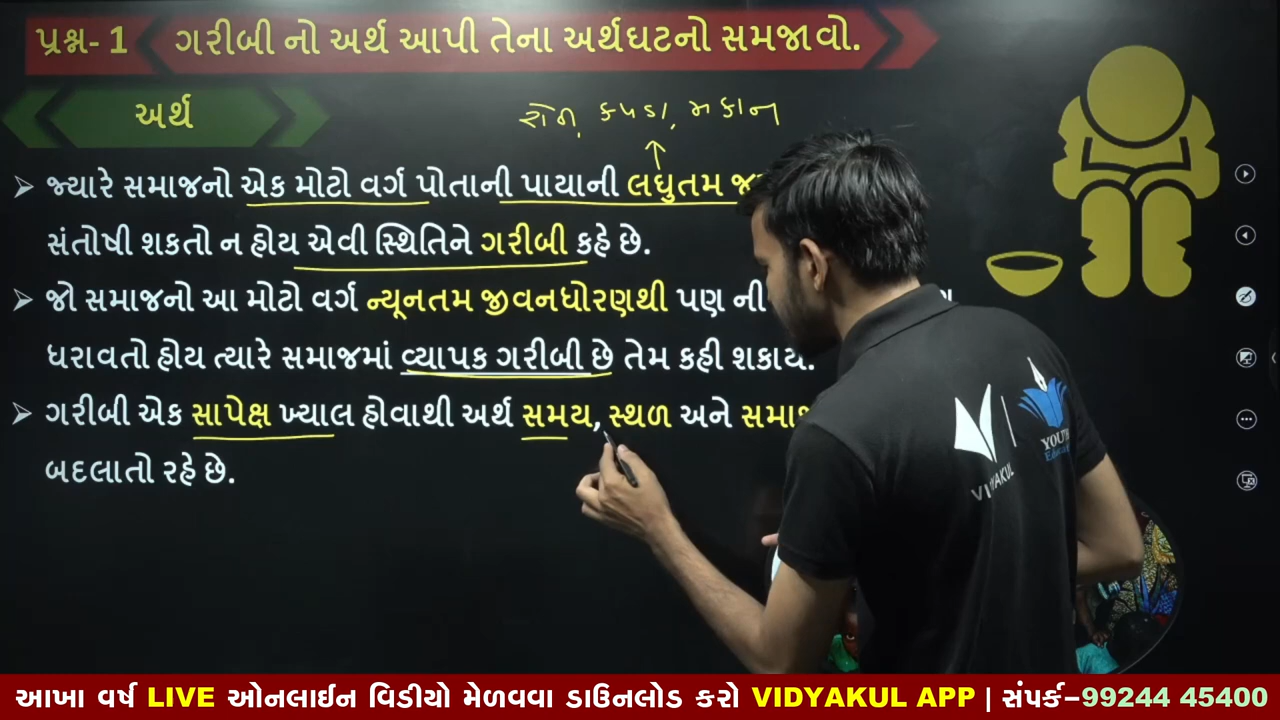 પ્રશ્ન- 1 ગરીબી નો અર્થ આપી તેના અર્થઘટનો સમજાવો.
અર્થ
કપડા, મકાન
➢ જ્યારે સમાજનો એક મોટો વર્ગ પોતાની પાયાની લઘુતમ
સંતોષી શકતો ન હોય એવી સ્થિતિને ગરીબી કહે છે.
➢ જો સમાજનો આ મોટો વર્ગ ન્યૂનતમ જીવનધોરણથી પણ
ધરાવતો હોય ત્યારે સમાજમાં વ્યાપક ગરીબી છે તેમ કહી શકાય.
➢ ગરીબી એક સાપેક્ષ ખ્યાલ હોવાથી અર્થ સમય, સ્થળ અને
બદલાતો રહે છે.
VIDYAKUL
આખા વર્ષ LIVE ઓનલાઈન વિડીયો મેળવવા ડાઉનલોડ કરો VIDYAKUL APP | સંપર્ક-99244 45400